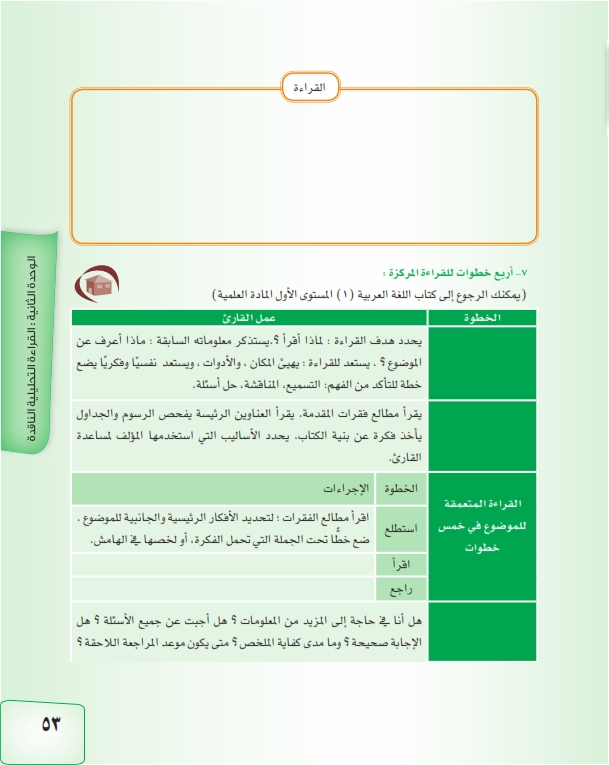 القراءة
٧- أربع خطوات للقراءة المركزة :
(يمكنك الرجوع إلى كتاب اللغة العربية (١) المستوى الأول المادة العلمية)
الخطوة
عمل القارئ
يحدد هدف القراءة : لماذا أقرأ ؟.يستذكر معلوماته السابقة : ماذا أعرف عن
الموضوع ؟ . يستعد للقراءة : يهيئ المكان ، والأدوات ، ويستعد نفسيًا وفكريًا يضع
خطة للتأكد من الفهم: التسميع، المناقشة، حل أسئلة.
يقرأ مطالع فقرات المقدمة. يقرأ العناوين الرئيسة يفحص الرسوم والجداول
يأخذ فكرة عن بنية الكتاب. يحدد الأساليب التي استخدمها المؤلف لمساعدة
القارئ.
القراءة المتعمقة
للموضوع في خمس
خطوات
الخطوة
الإجراءات
استطلع
اقرأ مطالع الفقرات ؛ لتحديد الأفكار الرئيسية والجانبية للموضوع .
ضع خطًّا تحت الجملة التي تحمل الفكرة، أو لخصها في الهامش.
اقرأ
راجع
هل أنا في حاجة إلى المزيد من المعلومات ؟ هل أجبت عن جميع الأسئلة ؟ هل
الإجابة صحيحة ؟ وما مدى كفاية الملخص ؟ متى يكون موعد المراجعة اللاحقة ؟
الوحدة الثانية : القراءة التحليلية الناقدة
٥٣